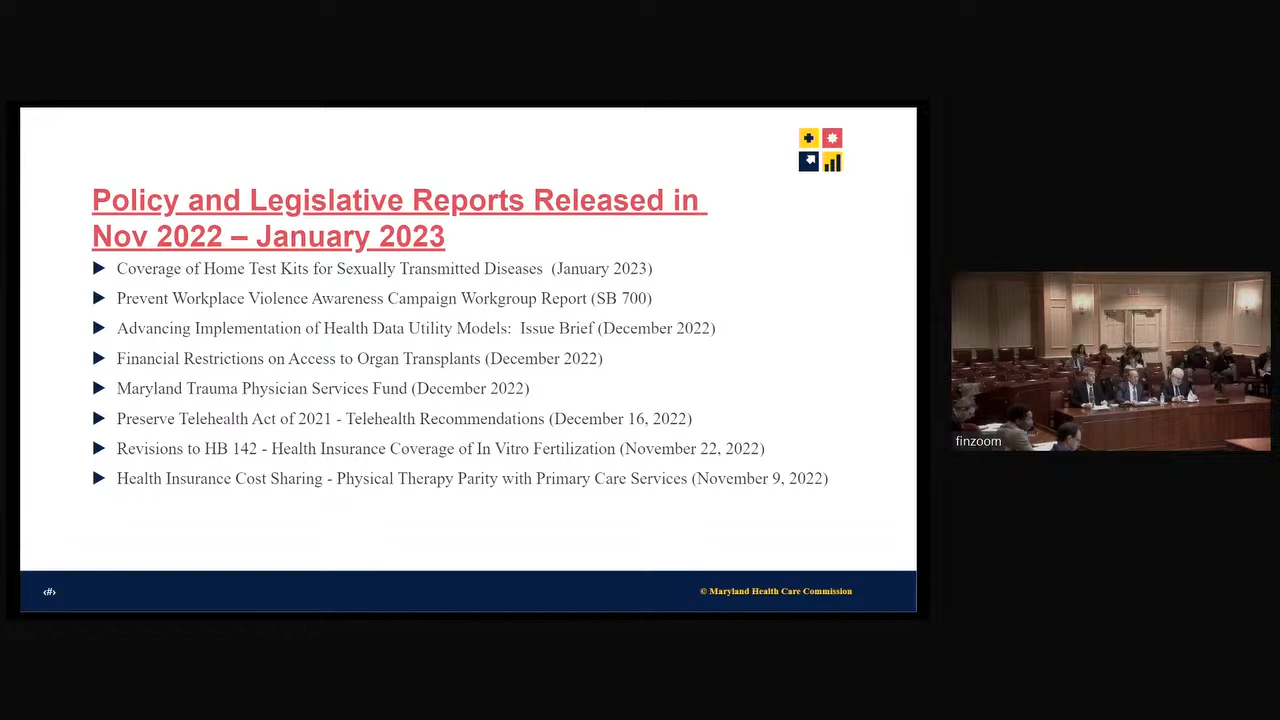 Policy and Legislative Reports Released in
Nov 2022 – January 2023
▶ Coverage of Home Test Kits for Sexually Transmitted Diseases  (January 2023)
▶ Prevent Workplace Violence Awareness Campaign Workgroup Report (SB 700)
▶ Advancing Implementation of Health Data Utility Models:  Issue Brief (December 2022)
▶ Financial Restrictions on Access to Organ Transplants (December 2022)
▶ Maryland Trauma Physician Services Fund (December 2022)
▶ Preserve Telehealth Act of 2021 - Telehealth Recommendations (December 16, 2022)
▶ Revisions to HB 142 - Health Insurance Coverage of In Vitro Fertilization (November 22, 2022)
▶ Health Insurance Cost Sharing - Physical Therapy Parity with Primary Care Services (November 9, 2022)
‹#›
© Maryland Health Care Commission
finzoom